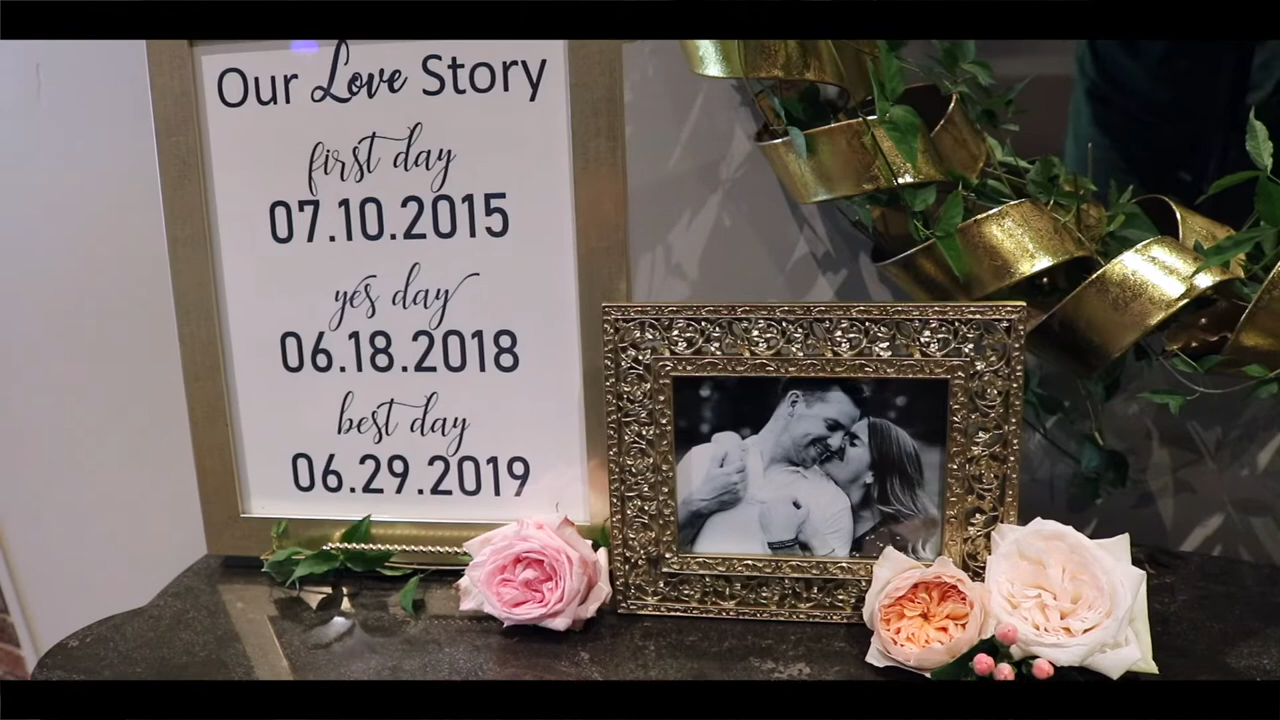 Our Love Story
first day
07.10.2015
yes day
06.18.2018
best day
06.29.2019